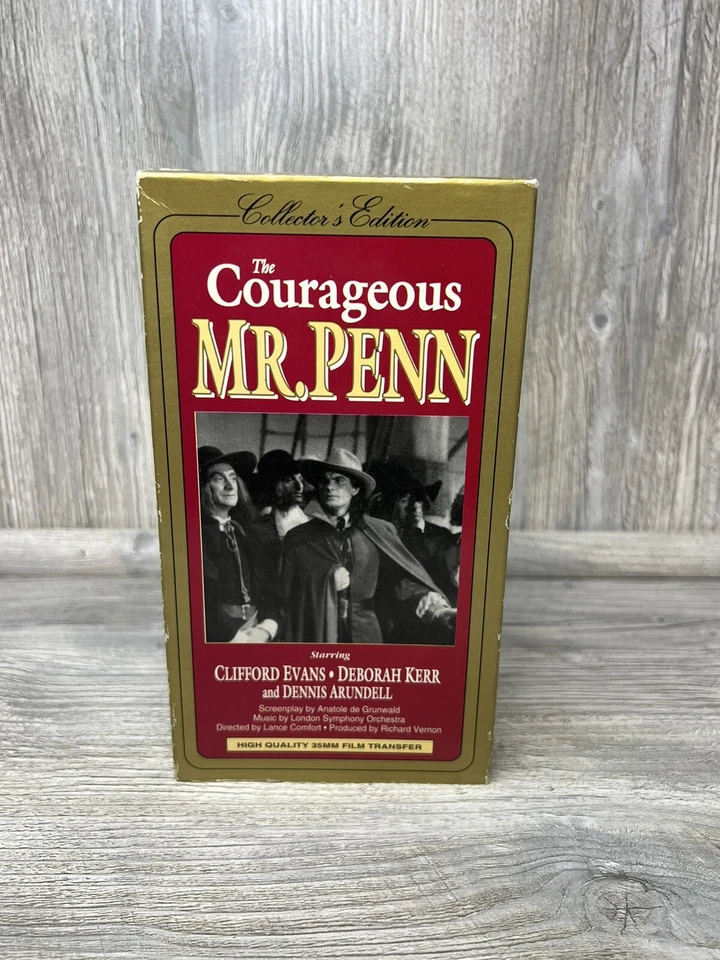 Collector's Edition
The
Courageous
MR. PENN
Starring
CLIFFORD EVANS • DEBORAH KERR
and DENNIS ARUNDELL
Screenplay by Anatole de Grunwald
Music by London Symphony Orchestra
Directed by Lance Comfort • Produced by Richard Vernon
HIGH QUALITY 35MM FILM TRANSFER